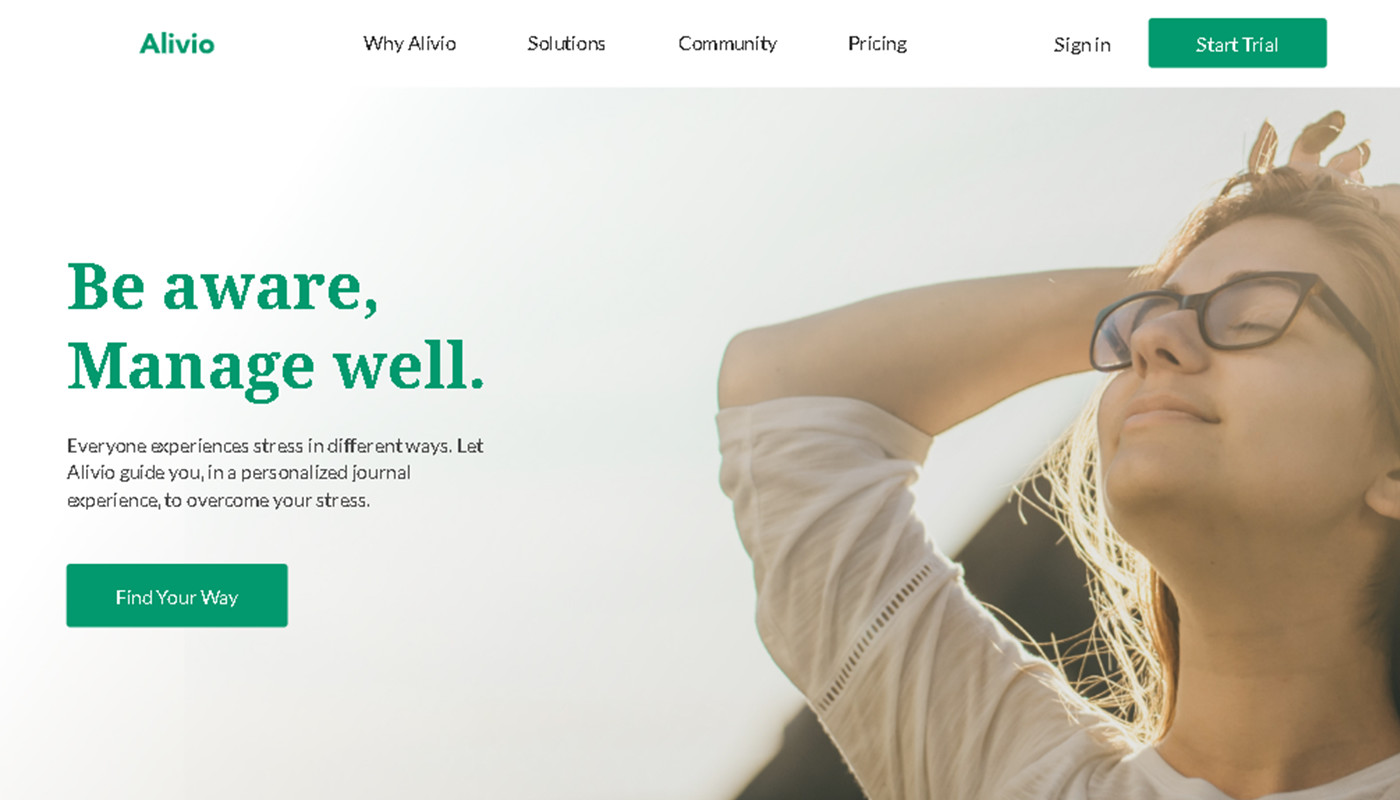 Alivio
Why Alivio
Solutions
Community
Pricing
Sign in
Start Trial
Be aware,
Manage well.
Everyone experiences stress in different ways. Let
Alivio guide you, in a personalized journal
experience, to overcome your stress.
Find Your Way